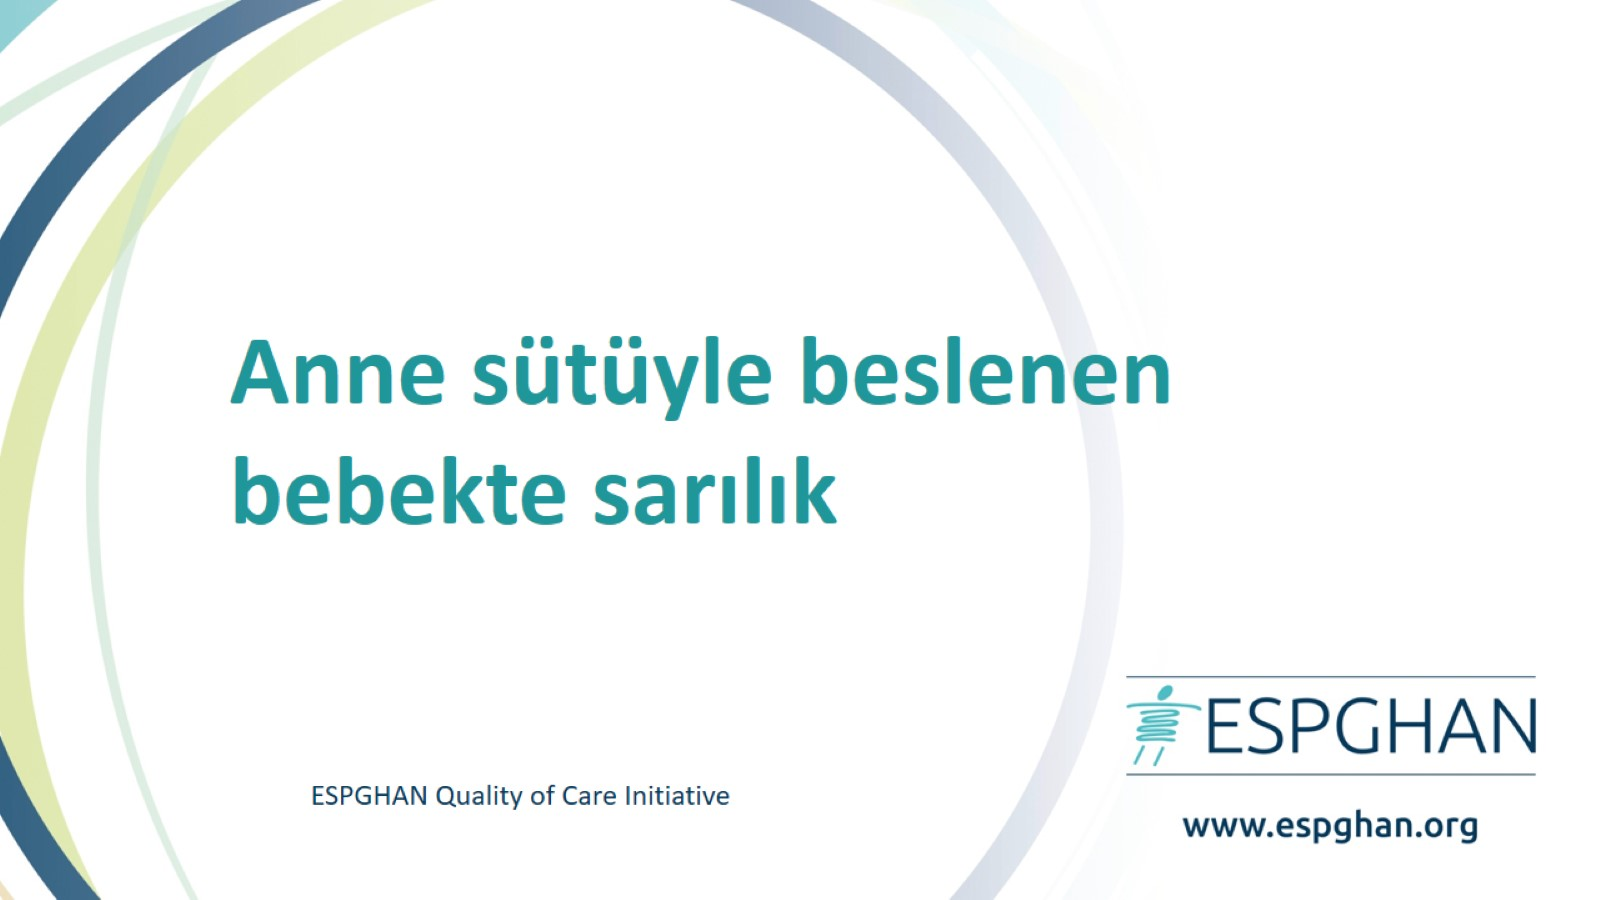 Anne sütüyle beslenen
bebekte sarılık
ESPGHAN
ESPGHAN Quality of Care Initiative
www.espghan.org